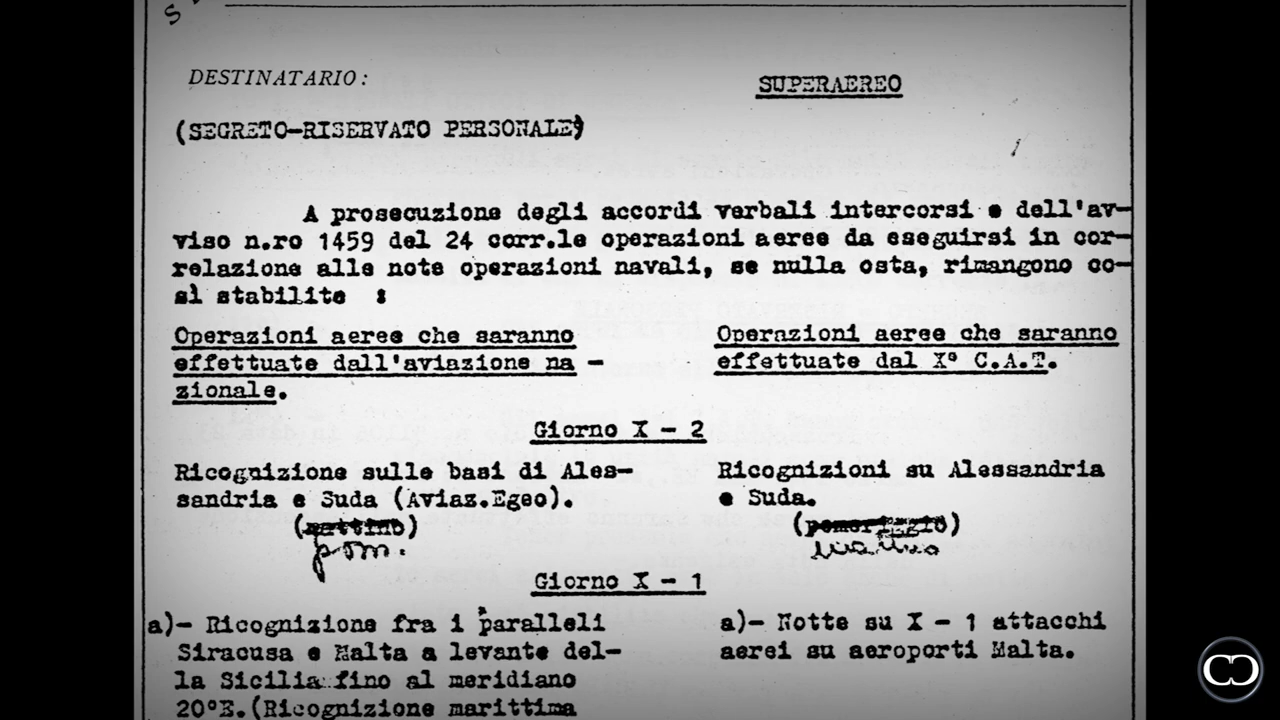 DESTINATARIO:
SUPERAEREO
(SEGRETO-RISERVATO PERSONALE)
A prosecuzione degli accordi verbali intercorsi e dell'av-
viso n.ro 1459 del 24 corr.le operazioni aeree da eseguirsi in cor-
relazione alle note operazioni navali, se nulla osta, rimangono co-
sì stabilite :
Operazioni aeree che saranno
effettuate dall'aviazione na -
zionale.
Operazioni aeree che saranno
effettuate dal X° C.A.T.
Giorno X - 2
Ricognizione sulle basi di Ales-
sandria e Suda (Aviaz.Egeo).
(mattino)
pom.
Ricognizioni su Alessandria
e Suda.
(pomeriggio)
mattino
Giorno X - 1
a)- Ricognizione fra i paralleli
Siracusa e Malta a levante del-
la Sicilia fino al meridiano
20°E.(Ricognizione marittima
a)- Notte su X - 1 attacchi
aerei su aeroporti Malta.